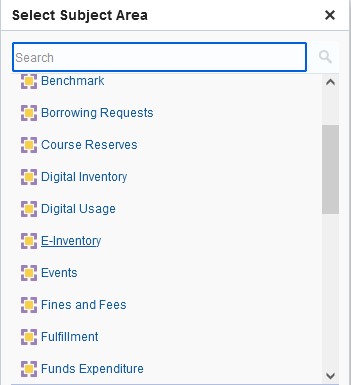 Select Subject Area
Search
Benchmark
Borrowing Requests
Course Reserves
Digital Inventory
Digital Usage
E-Inventory
Events
Fines and Fees
Fulfillment
Funds Expenditure